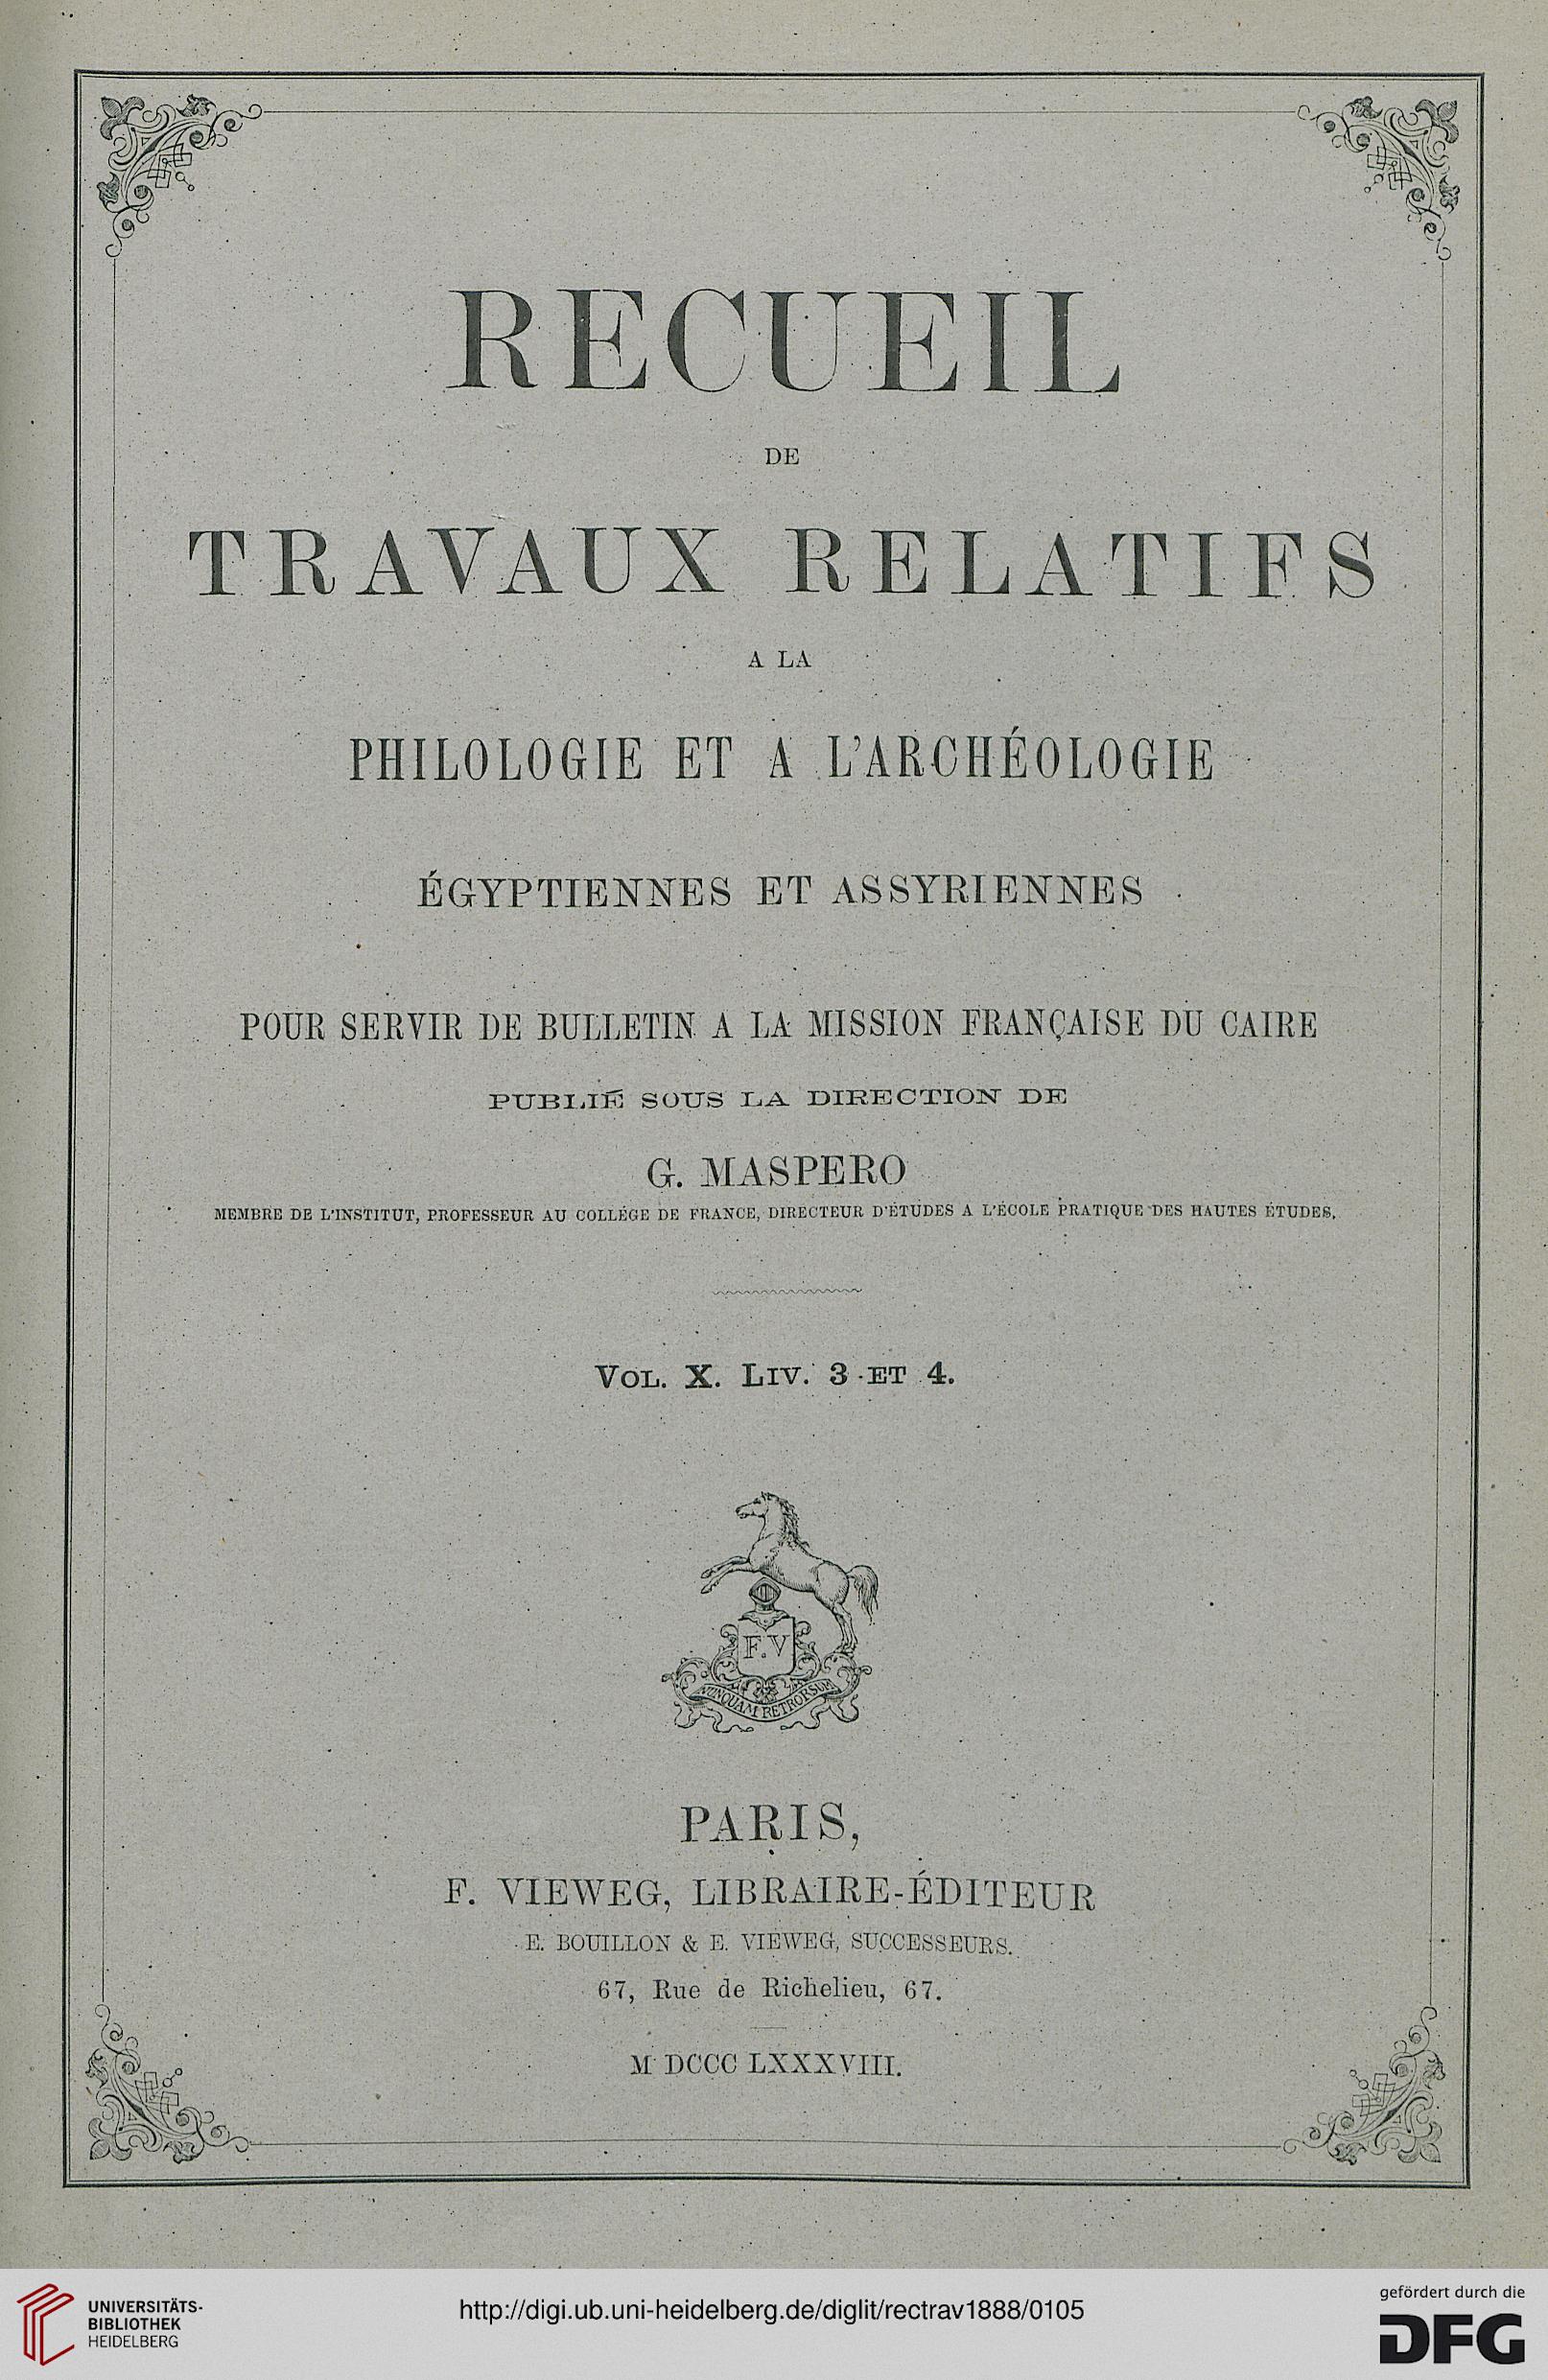 RECUEIL
DE
TRAVAUX RELATIFS
A LA
PHILOLOGIE ET A L'ARCHÉOLOGIE
ÉGYPTIENNES ET ASSYRIENNES
POUR SERVIR DE BULLETIN A LA MISSION FRANÇAISE DU CAIRE
PUBLIÉ SOUS LA DIRECTION DE
G. MASPERO
MEMBRE DE L'INSTITUT, PROFESSEUR AU COLLÉGE DE FRANCE, DIRECTEUR D'ÉTUDES A L'ÉCOLE PRATIQUE DES HAUTES ÉTUDES.
VOL. X. LIV. 3 ET 4.
F.V
NUNQUAM RETRORSUM
PARIS,
F. VIEWEG, LIBRAIRE-ÉDITEUR
E. BOUILLON & E. VIEWEG, SUCCESSEURS.
67, Rue de Richelieu, 67.
M DCCC LXXXVIII.
UNIVERSITÄTS-
BIBLIOTHEK
HEIDELBERG
http://digi.ub.uni-heidelberg.de/diglit/rectrav1888/0105
gefördert durch die
DFG